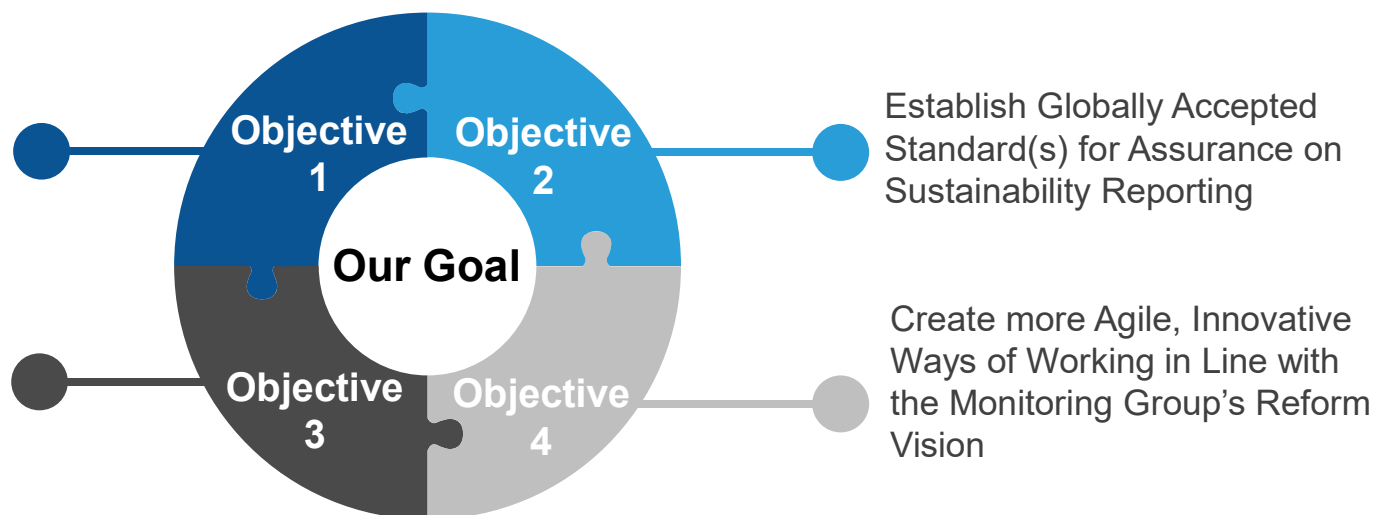 Objective
1
Objective
2
Establish Globally Accepted
Standard(s) for Assurance on
Sustainability Reporting
Our Goal
Objective
3
Objective
4
Create more Agile, Innovative
Ways of Working in Line with
the Monitoring Group’s Reform
Vision